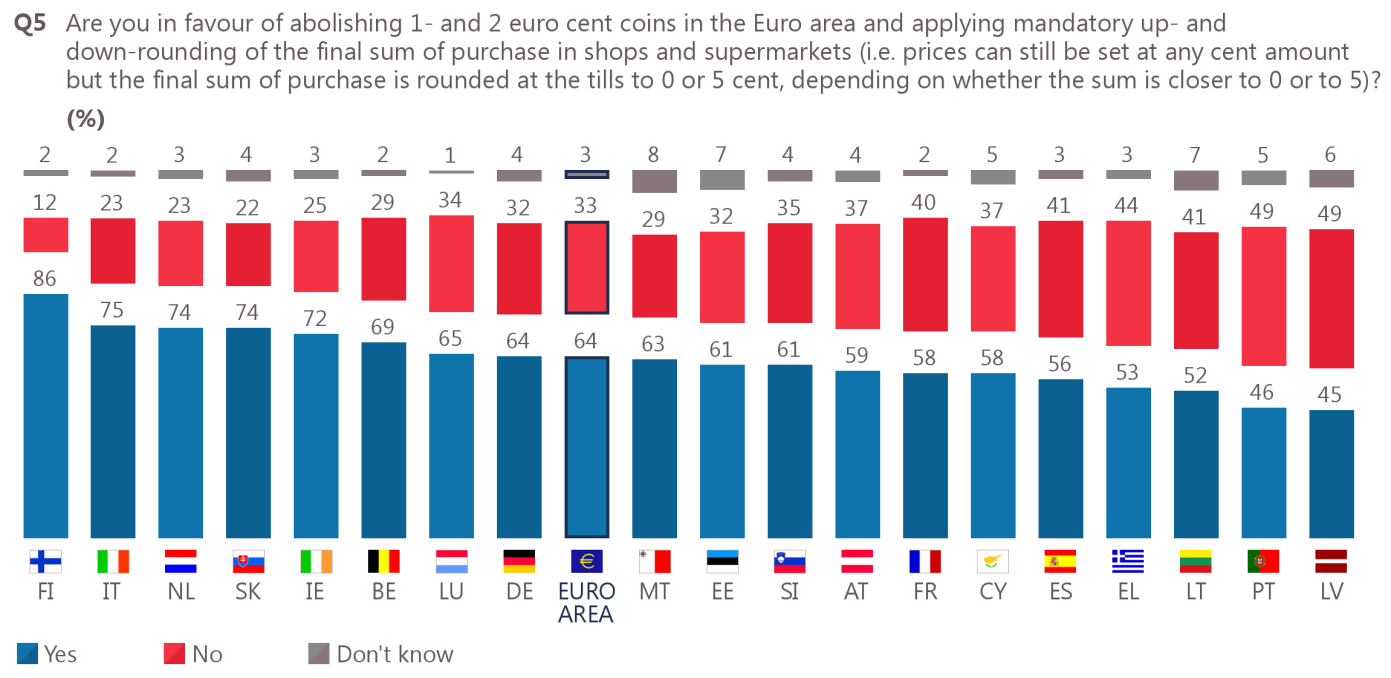 Q5 Are you in favour of abolishing 1- and 2 euro cent coins in the Euro area and applying mandatory up- and
down-rounding of the final sum of purchase in shops and supermarkets (i.e. prices can still be set at any cent amount
but the final sum of purchase is rounded at the tills to 0 or 5 cent, depending on whether the sum is closer to 0 or to 5)?
(%)
2 2 3 4 3 2 1 4 3 8 7 4 4 2 5 3 3 7 5 6
12 23 23 22 25 29 34 32 33 29 32 35 37 40 37 41 44 41 49 49
86 75 74 74 72 69 65 64 64 63 61 61 59 58 58 56 53 52 46 45
FI IT NL SK IE BE LU DE EURO MT EE SI AT FR CY ES EL LT PT LV
AREA
Yes No Don't know